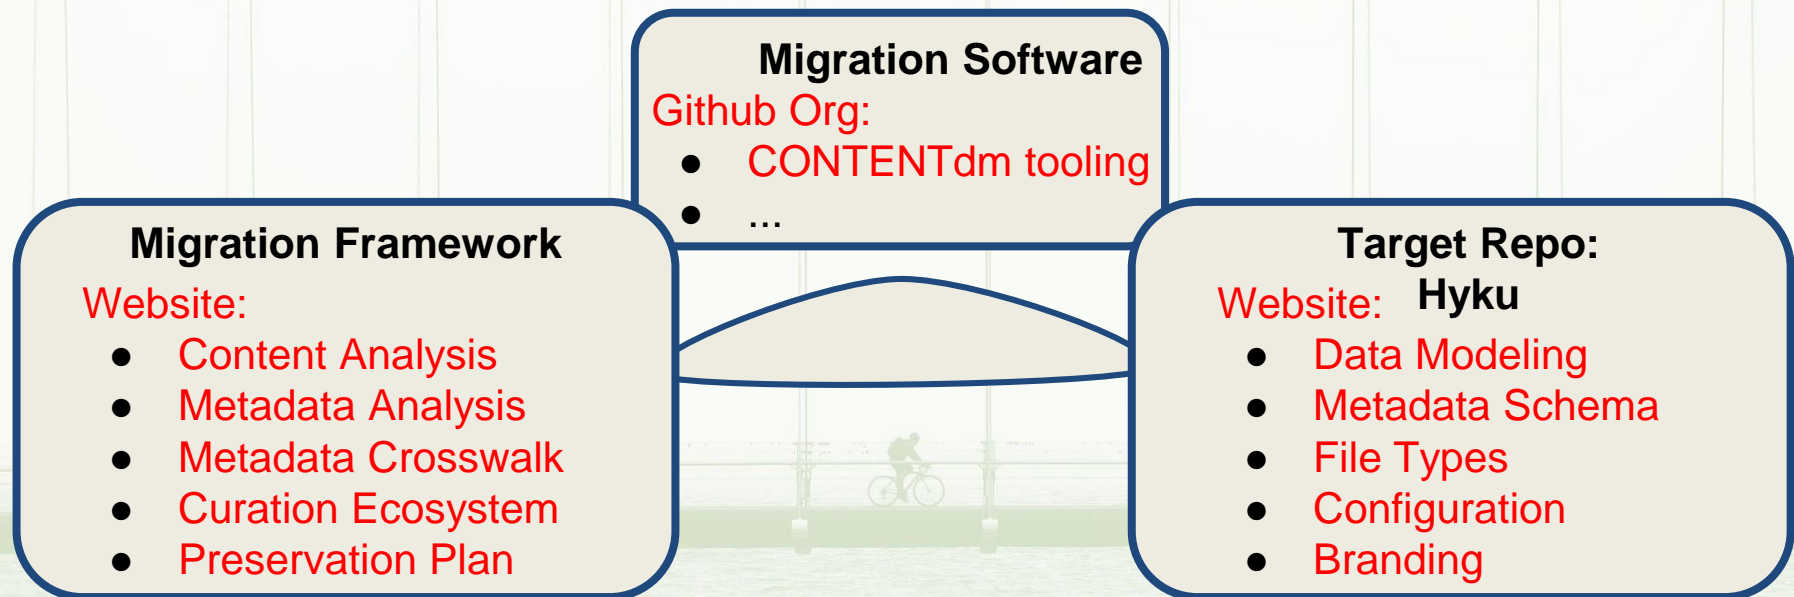 Migration Software
Github Org:
● CONTENTdm tooling
● ...
Migration Framework
Website:
● Content Analysis
● Metadata Analysis
● Metadata Crosswalk
● Curation Ecosystem
● Preservation Plan
Target Repo:
Hyku
Website:
● Data Modeling
● Metadata Schema
● File Types
● Configuration
● Branding